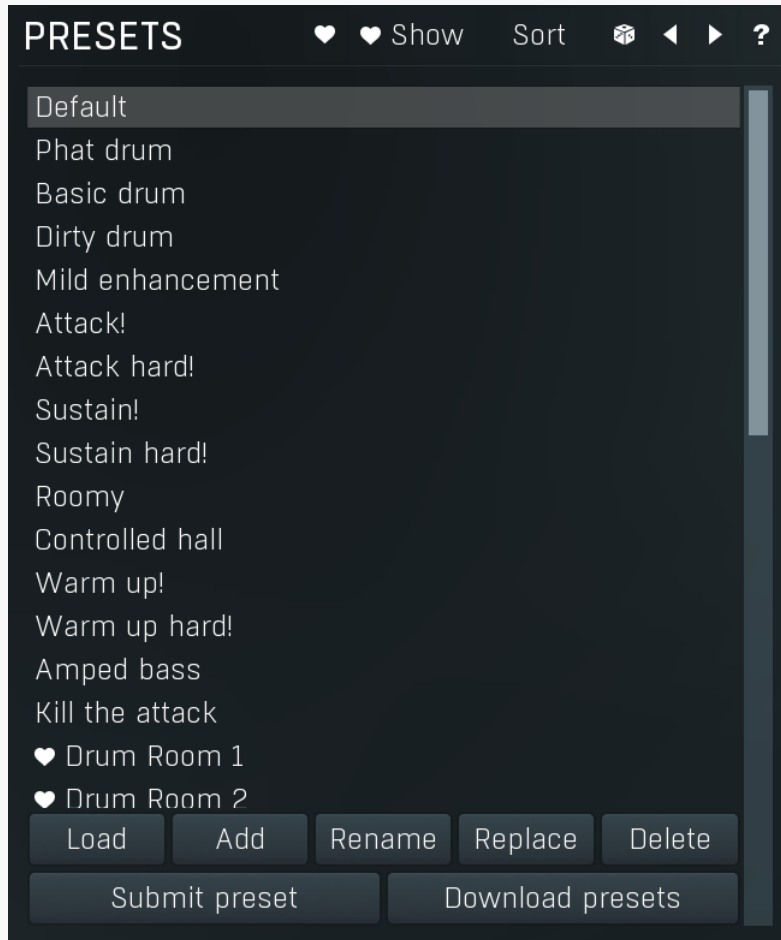 PRESETS Show Sort ?
Default
Phat drum
Basic drum
Dirty drum
Mild enhancement
Attack!
Attack hard!
Sustain!
Sustain hard!
Roomy
Controlled hall
Warm up!
Warm up hard!
Amped bass
Kill the attack
Drum Room 1
Drum Room 2
Load Add Rename Replace Delete
Submit preset Download presets